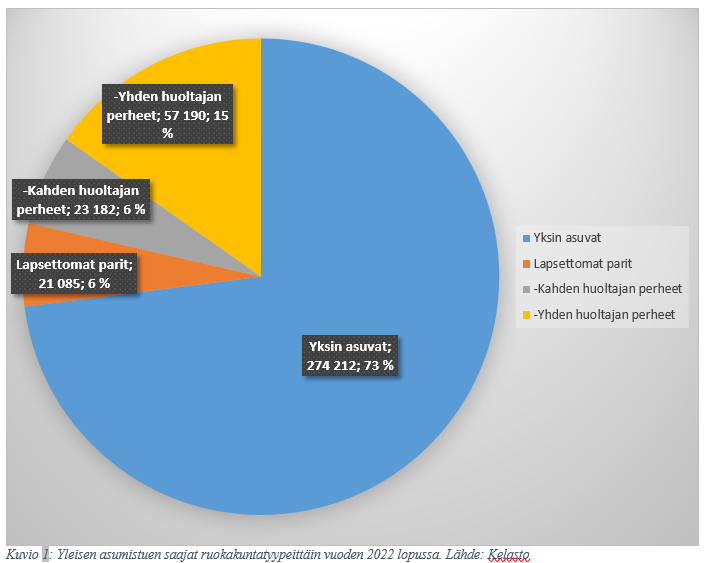 -Yhden huoltajan
perheet; 57 190; 15
%
-Kahden huoltajan
perheet; 23 182; 6 %
Lapsettomat parit;
21 085; 6 %
Yksin asuvat;
274 212; 73 %
Yksin asuvat
Lapsettomat parit
-Kahden huoltajan perheet
-Yhden huoltajan perheet
Kuvio 1: Yleisen asumistuen saajat ruokakuntatyypeittäin vuoden 2022 lopussa. Lähde: Kelasto